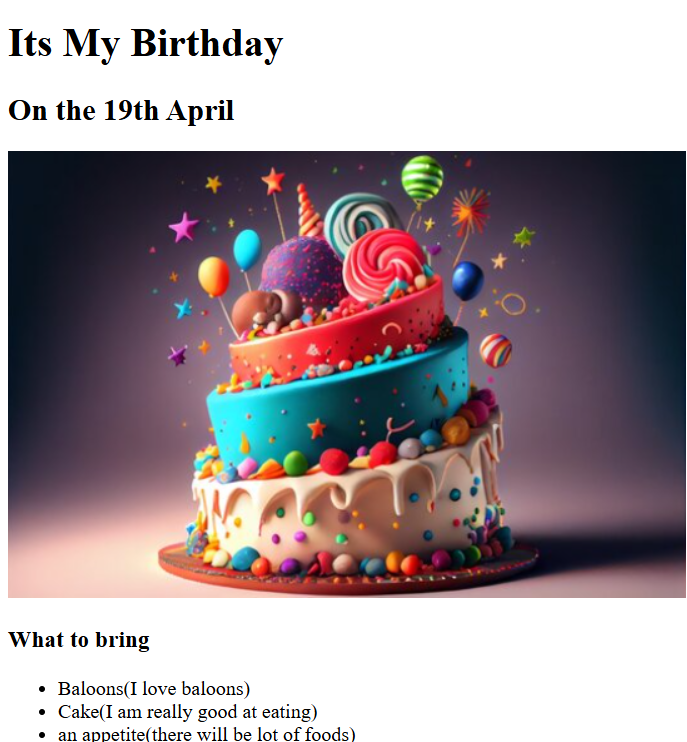 Its My Birthday
On the 19th April
What to bring
Baloons(I love baloons)
Cake(I am really good at eating)
an appetite(there will be lot of foods)